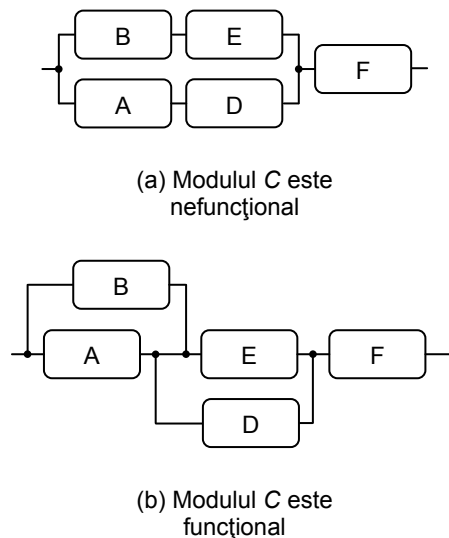 B E
F
A D
(a) Modulul C este
nefuncţional
B
A E F
D
(b) Modulul C este
funcţional